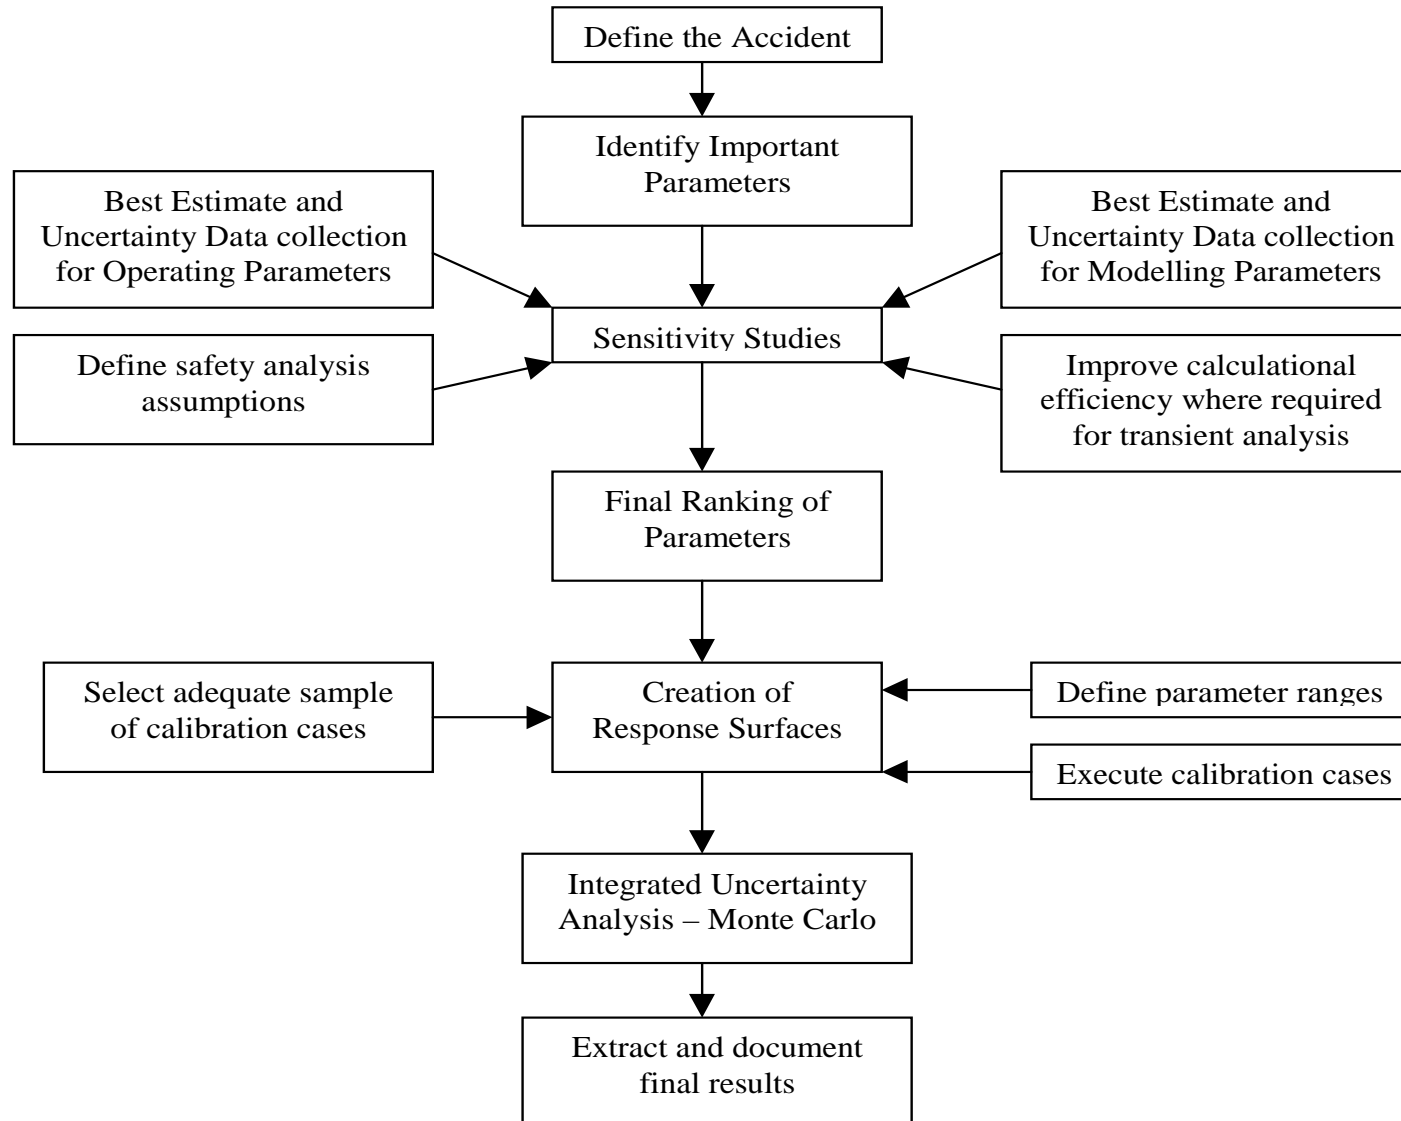 Define the Accident
Identify Important
Parameters
Best Estimate and
Uncertainty Data collection
for Operating Parameters
Best Estimate and
Uncertainty Data collection
for Modelling Parameters
Sensitivity Studies
Define safety analysis
assumptions
Improve calculational
efficiency where required
for transient analysis
Final Ranking of
Parameters
Select adequate sample
of calibration cases
Creation of
Response Surfaces
Define parameter ranges
Execute calibration cases
Integrated Uncertainty
Analysis – Monte Carlo
Extract and document
final results